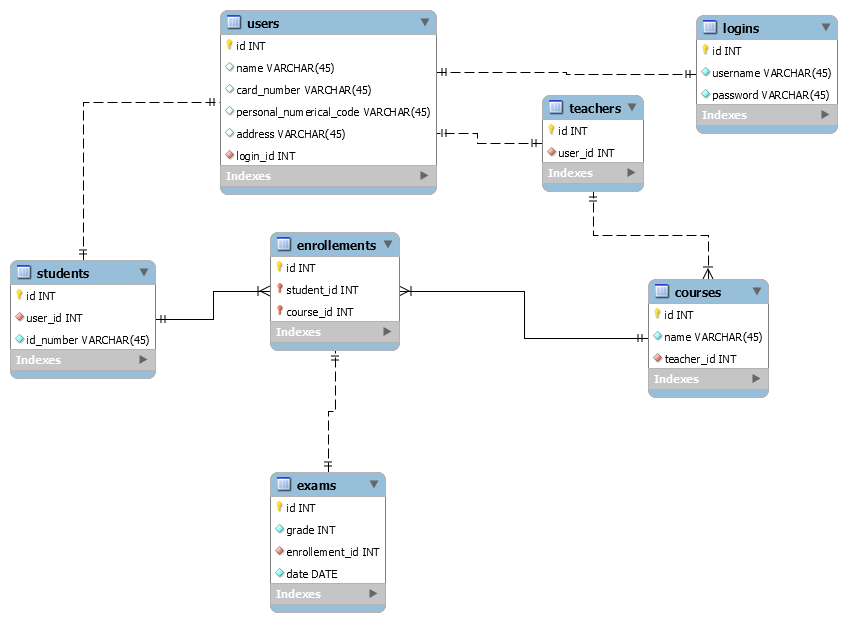 users
id INT
name VARCHAR(45)
card_number VARCHAR(45)
personal_numerical_code VARCHAR(45)
address VARCHAR(45)
login_id INT
Indexes
logins
id INT
username VARCHAR(45)
password VARCHAR(45)
Indexes
teachers
id INT
user_id INT
Indexes
students
id INT
user_id INT
id_number VARCHAR(45)
Indexes
enrollements
id INT
student_id INT
course_id INT
Indexes
courses
id INT
name VARCHAR(45)
teacher_id INT
Indexes
exams
id INT
grade INT
enrollement_id INT
date DATE
Indexes